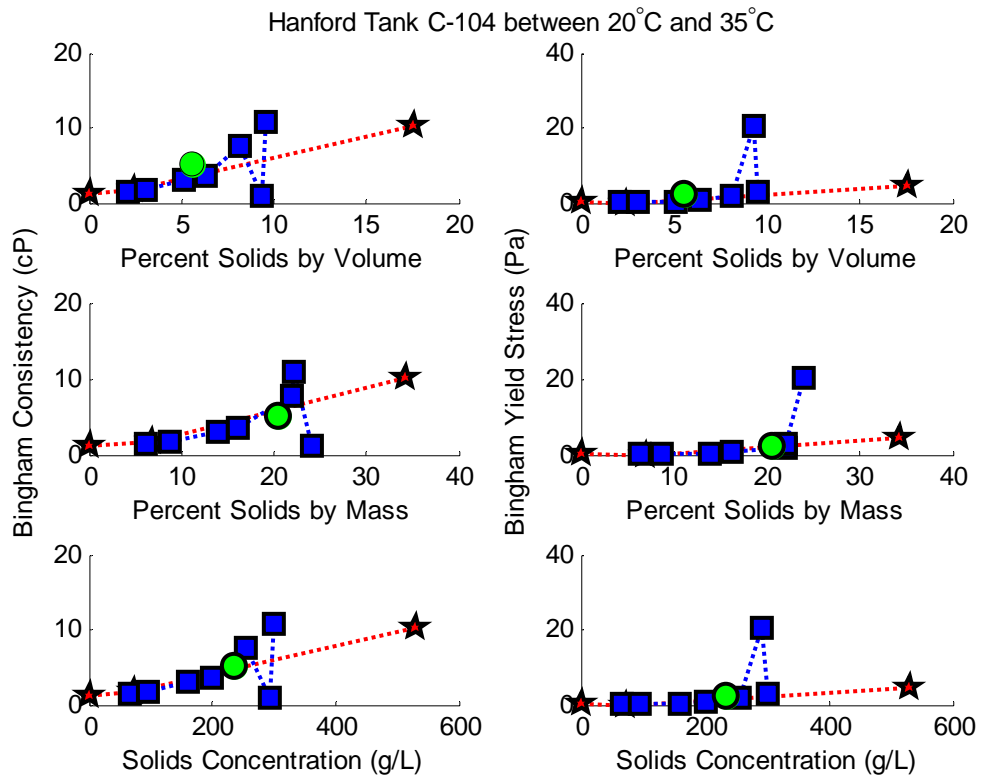 Hanford Tank C-104 between 20°C and 35°C
20
10
0
0 5 10 15 20
Percent Solids by Volume
40
20
0
0 5 10 15 20
Percent Solids by Volume
Bingham Consistency (cP)
20
10
0
0 10 20 30 40
Percent Solids by Mass
Bingham Yield Stress (Pa)
40
20
0
0 10 20 30 40
Percent Solids by Mass
20
10
0
0 200 400 600
Solids Concentration (g/L)
40
20
0
0 200 400 600
Solids Concentration (g/L)